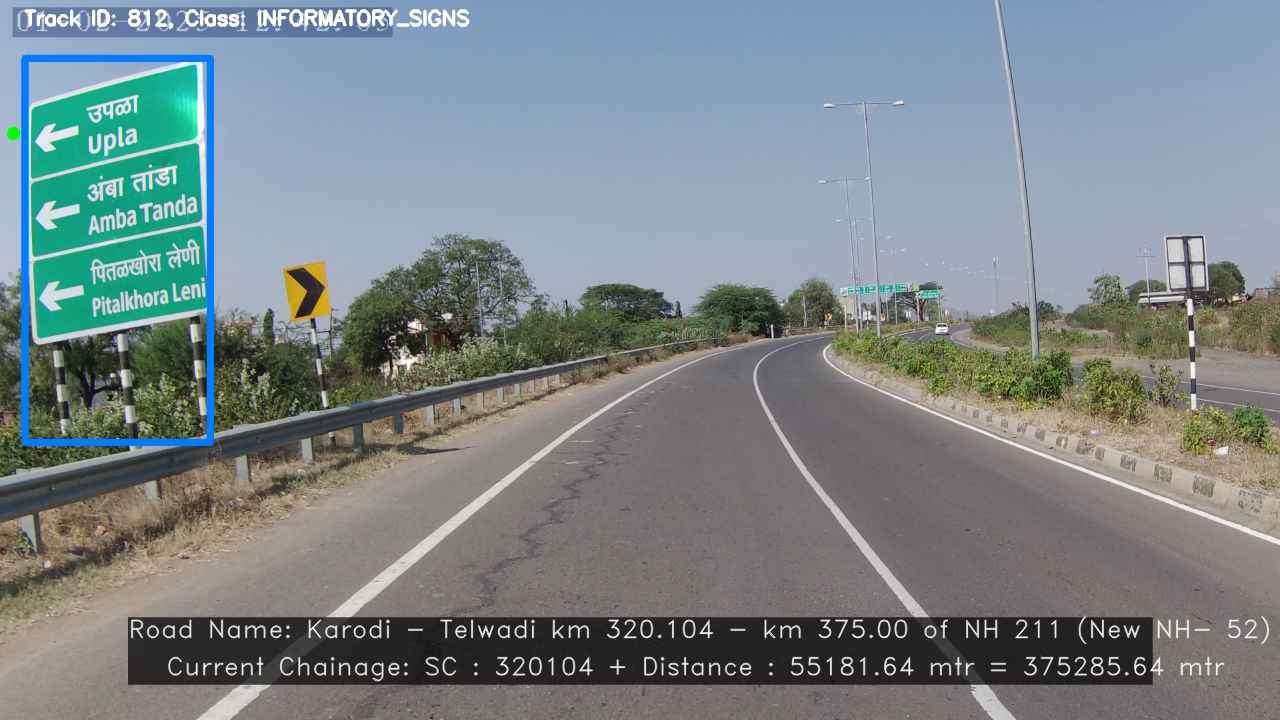 Track ID: 812, Class: INFORMATORY_SIGNS
उपळा
Upla
अंबा तांडा
Amba Tanda
पितळखोरा लेणी
Pitalkhora Leni
Road Name: Karodi - Telwadi km 320.104 - km 375.00 of NH 211 (New NH- 52)
Current Chainage: SC : 320104 + Distance : 55181.64 mtr = 375285.64 mtr